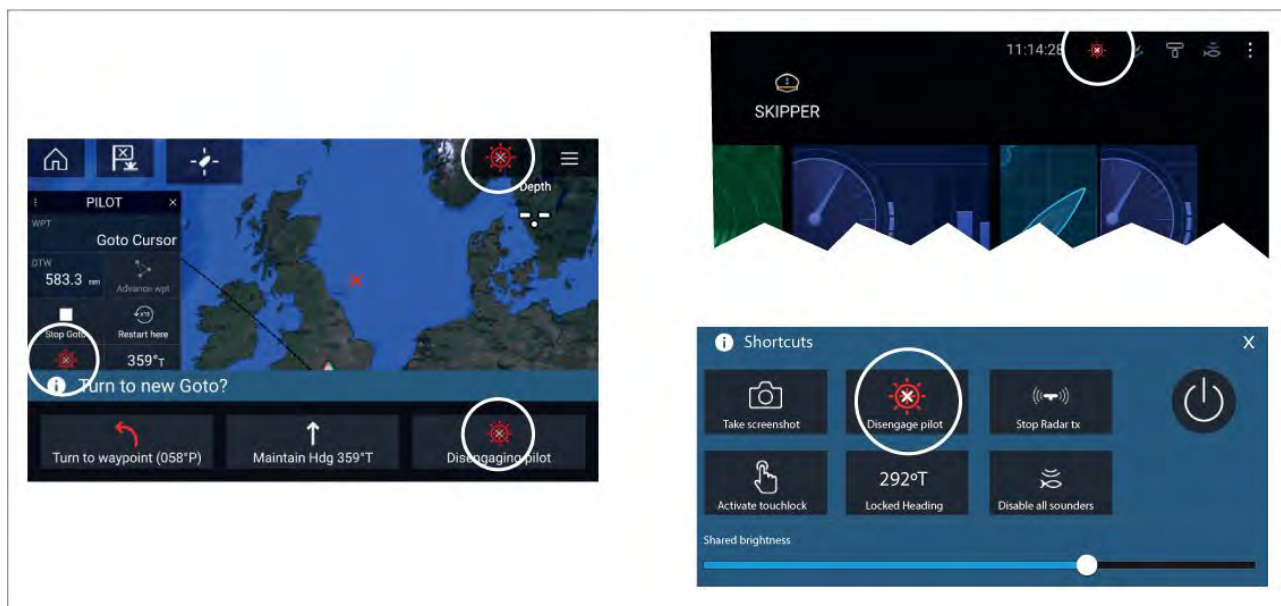 Depth
PILOT
WPT
Goto Cursor
DTW
583.3 nm
Advance wpt
Stop Goto
Restart here
359°T
Turn to new Goto?
Turn to waypoint (058°P)
Maintain Hdg 359°T
Disengaging pilot
11:14:28
SKIPPER
Shortcuts
X
Take screenshot
Disengage pilot
Stop Radar tx
Activate touchlock
292°T
Locked Heading
Disable all sounders
Shared brightness